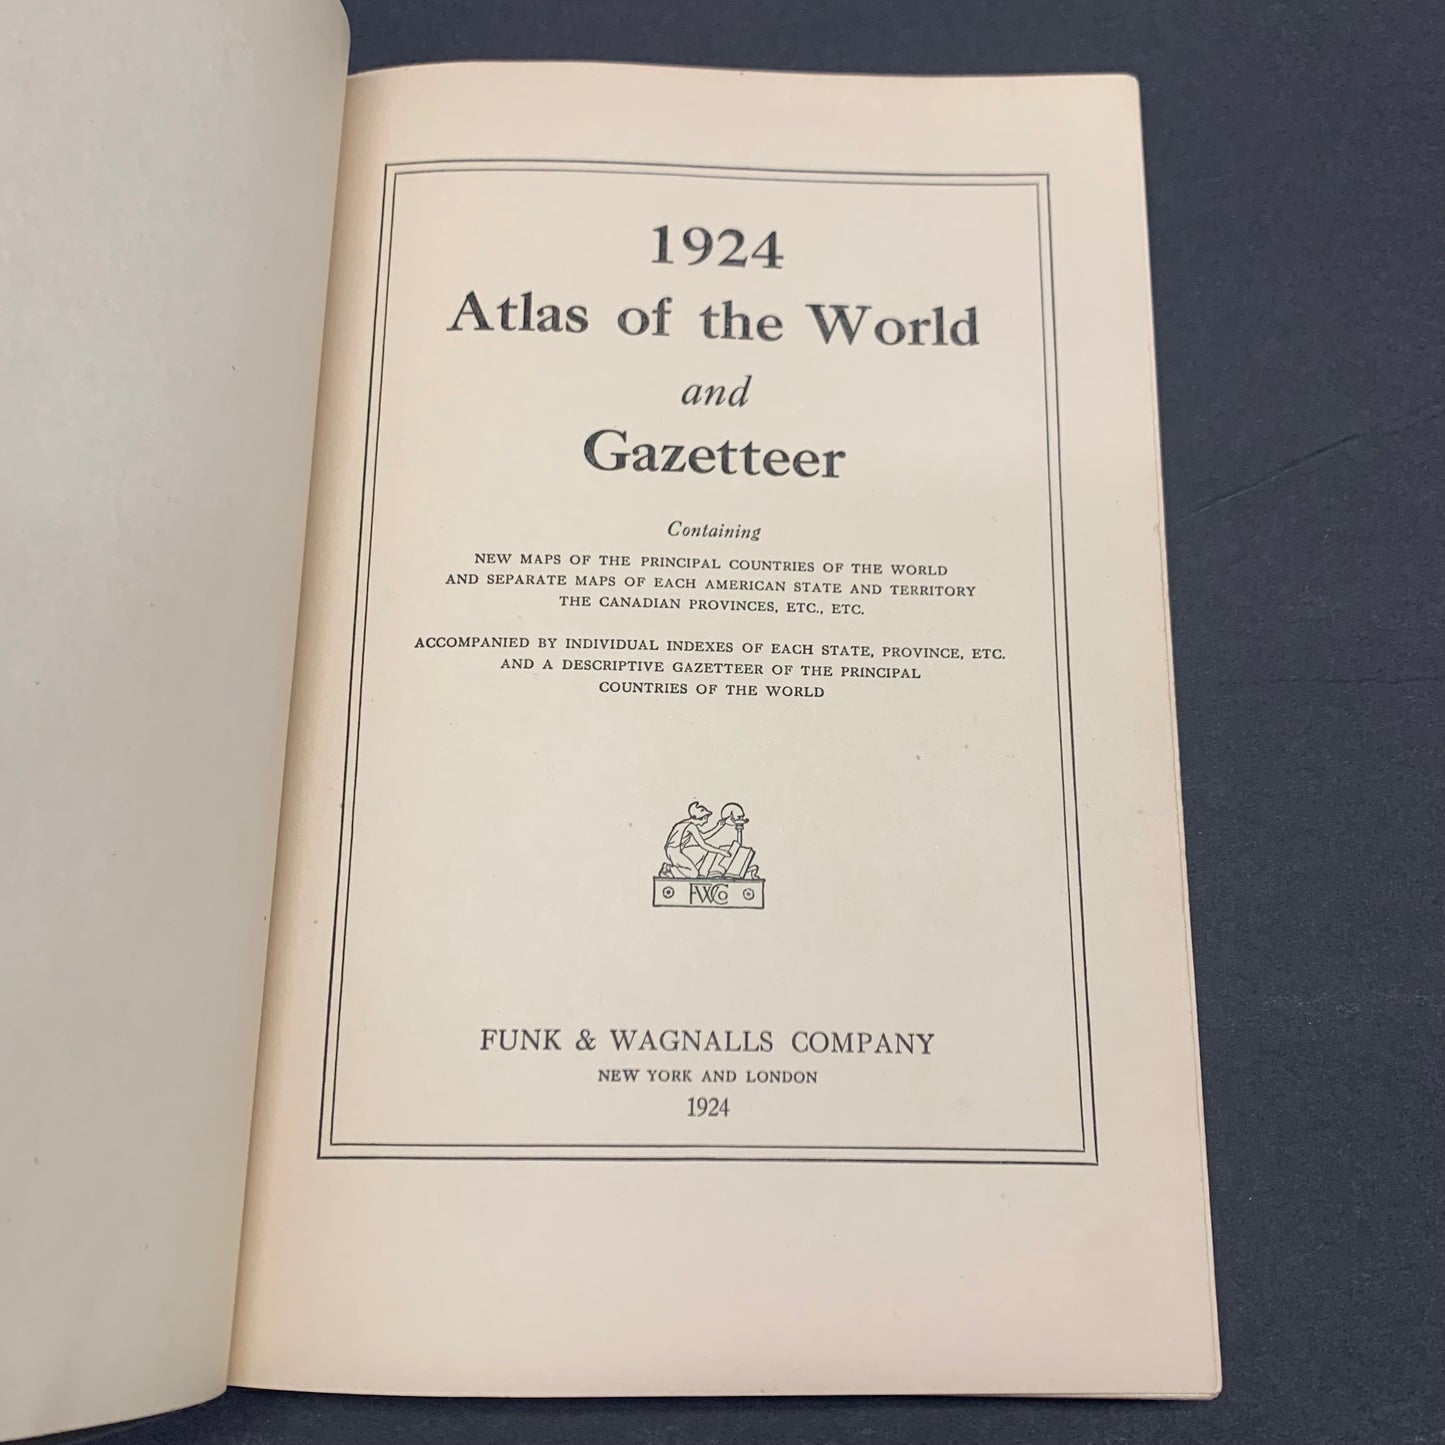 1924
Atlas of the World
and
Gazetteer
Containing
NEW MAPS OF THE PRINCIPAL COUNTRIES OF THE WORLD
AND SEPARATE MAPS OF EACH AMERICAN STATE AND TERRITORY
THE CANADIAN PROVINCES, ETC., ETC.
ACCOMPANIED BY INDIVIDUAL INDEXES OF EACH STATE, PROVINCE, ETC.
AND A DESCRIPTIVE GAZETTEER OF THE PRINCIPAL
COUNTRIES OF THE WORLD
FWCo
FUNK & WAGNALLS COMPANY
NEW YORK AND LONDON
1924